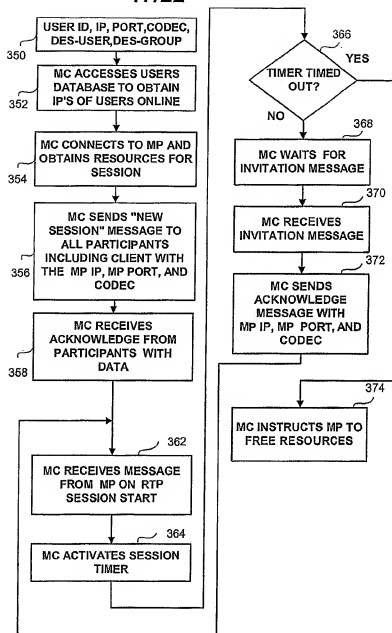 USER ID, IP, PORT,CODEC,
DES-USER,DES-GROUP
350
MC ACCESSES USERS
DATABASE TO OBTAIN
IP'S OF USERS ONLINE
352
MC CONNECTS TO MP AND
OBTAINS RESOURCES FOR
SESSION
354
MC SENDS "NEW
SESSION" MESSAGE TO
ALL PARTICIPANTS
INCLUDING CLIENT WITH
THE MP IP, MP PORT, AND
CODEC
356
MC RECEIVES
ACKNOWLEDGE FROM
PARTICIPANTS WITH
DATA
358
362
MC RECEIVES MESSAGE
FROM MP ON RTP
SESSION START
364
MC ACTIVATES SESSION
TIMER
366
TIMER TIMED
OUT?
YES
NO
368
MC WAITS FOR
INVITATION MESSAGE
370
MC RECEIVES
INVITATION MESSAGE
372
MC SENDS
ACKNOWLEDGE
MESSAGE WITH
MP IP, MP PORT, AND
CODEC
374
MC INSTRUCTS MP TO
FREE RESOURCES